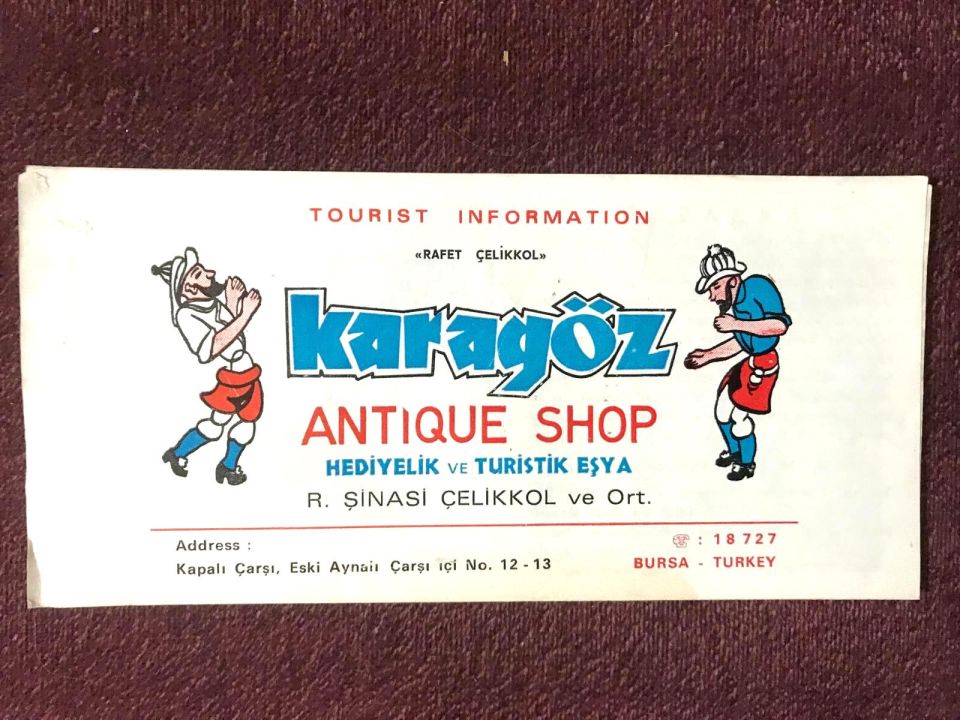 TOURIST INFORMATION
«RAFET ÇELİKKOL»
karagöz
ANTIQUE SHOP
HEDİYELİK VE TURİSTİK EŞYA
R. ŞİNASİ ÇELİKKOL ve Ort.
Address :
Kapalı Çarşı, Eski Aynalı Çarşı içi No. 12 - 13
☏ : 18 727
BURSA - TURKEY